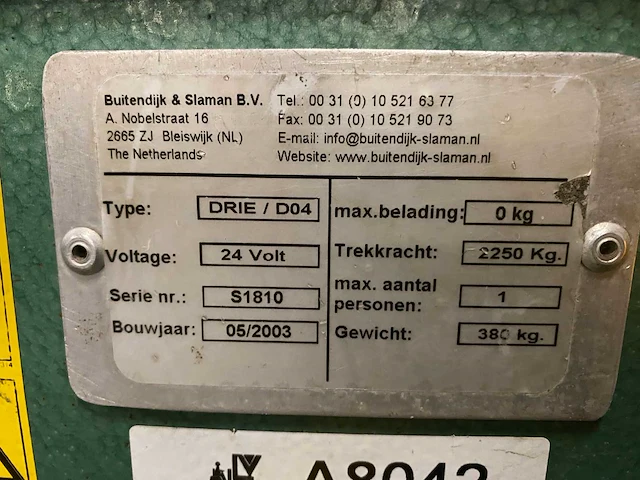 Buitendijk & Slaman B.V. Tel.: 00 31 (0) 10 521 63 77
A. Nobelstraat 16 Fax: 00 31 (0) 10 521 90 73
2665 ZJ Bleiswijk (NL) E-mail: info@buitendijk-slaman.nl
The Netherlands Website: www.buitendijk-slaman.nl
Type: DRIE / D04
Voltage: 24 Volt
Serie nr.: S1810
Bouwjaar: 05/2003
max.belading: 0 kg
Trekkracht: 2250 Kg.
max. aantal
personen: 1
Gewicht: 380 kg.
A8042